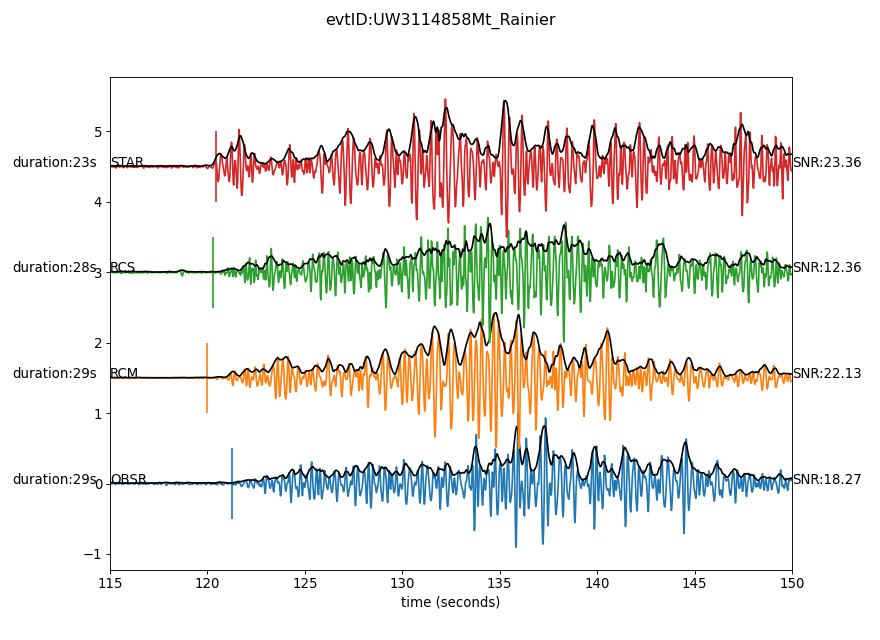 evtID:UW3114858Mt_Rainier
5
duration:23s STAR SNR:23.36
4
duration:28s RCS SNR:12.36
3
2
duration:29s RCM SNR:22.13
1
duration:29s OBSR SNR:18.27
0
−1
115 120 125 130 135 140 145 150
time (seconds)